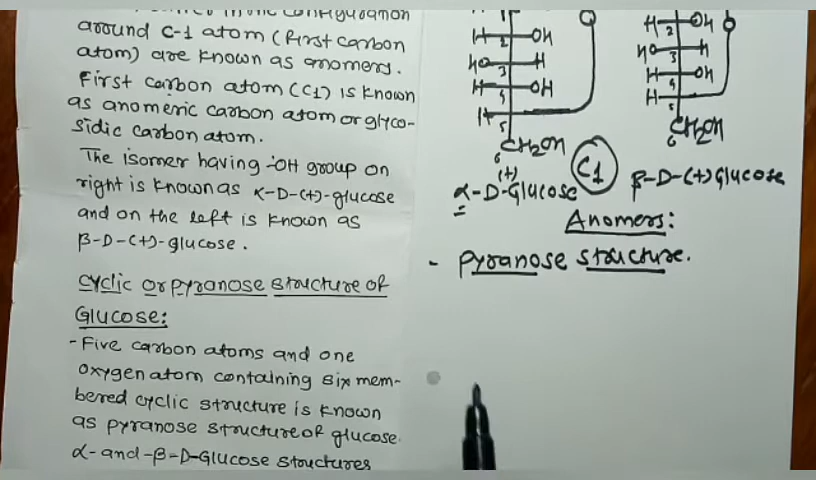 around C-1 atom (first carbon
atom) are known as anomers.
First carbon atom (C1) is known
as anomeric carbon atom or glyco-
sidic carbon atom.
The isomer having -OH group on
right is known as α-D-(+)-glucose
and on the left is known as
β-D-(+)-glucose.
Cyclic or pyranose structure of
Glucose:
- Five carbon atoms and one
oxygen atom containing six mem-
bered cyclic structure is known
as pyranose structure of glucose.
α-and-β-D-Glucose structures
1
H 2 OH
HO 3 H
H 4 OH
H 5
6 CH2OH
(+)
α-D-Glucose
C1
H 2 OH
HO 3 H
H 4 OH
H 5
6 CH2OH
β-D-(+)Glucose
Anomers:
- Pyranose structure.